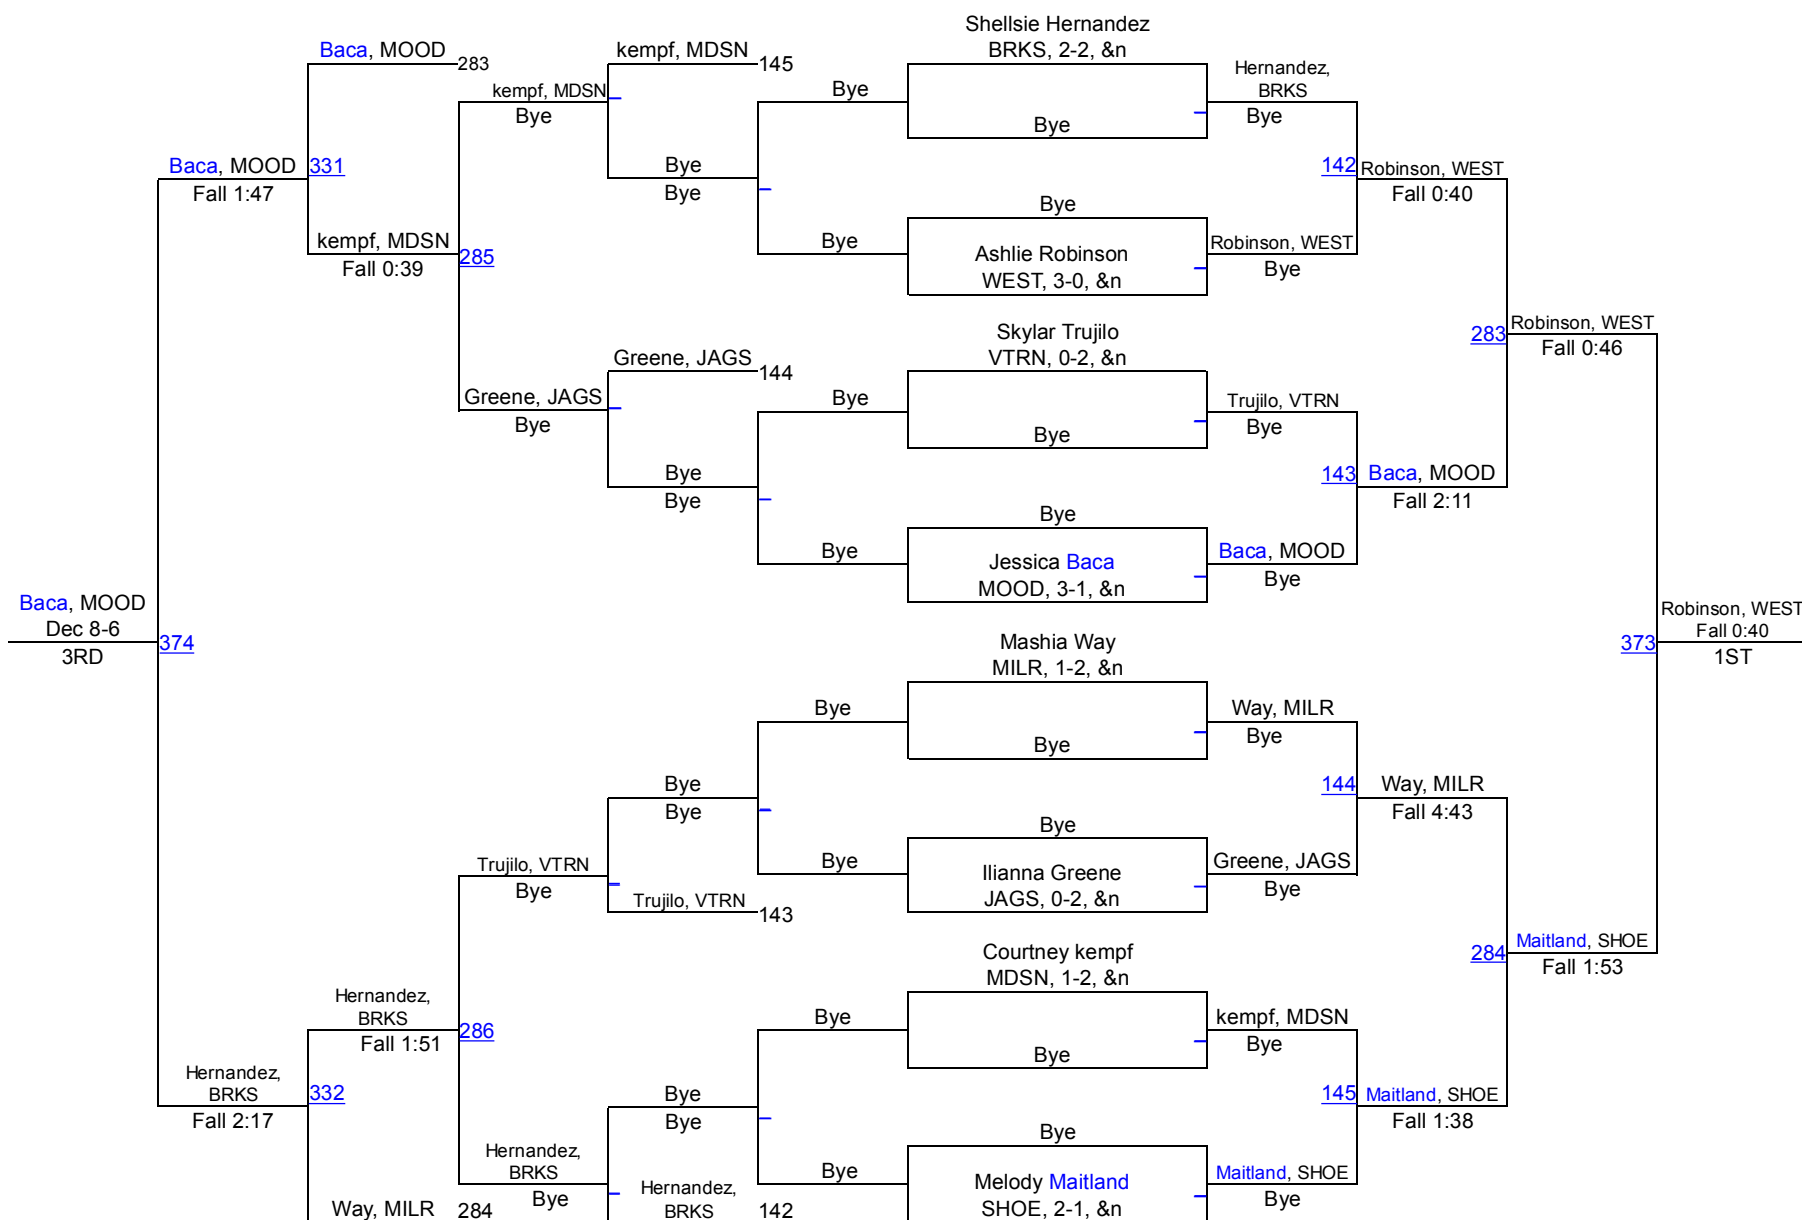 Shellsie Hernandez
BRKS, 2-2, &n
Baca, MOOD
283
kempf, MDSN
145
kempf, MDSN
Bye
Bye
Bye
Hernandez,
BRKS
Bye
Baca, MOOD
331
Fall 1:47
Bye
Bye
142
Robinson, WEST
Fall 0:40
Bye
kempf, MDSN
Fall 0:39
285
Bye
Ashlie Robinson
WEST, 3-0, &n
Robinson, WEST
Bye
Skylar Trujilo
VTRN, 0-2, &n
283
Robinson, WEST
Fall 0:46
Greene, JAGS
144
Greene, JAGS
Bye
Bye
Bye
Trujilo, VTRN
Bye
Bye
Bye
143
Baca, MOOD
Fall 2:11
Bye
Bye
Jessica Baca
MOOD, 3-1, &n
Baca, MOOD
Bye
Baca, MOOD
Dec 8-6
3RD
374
Mashia Way
MILR, 1-2, &n
373
Robinson, WEST
Fall 0:40
1ST
Bye
Bye
Way, MILR
Bye
Bye
Bye
144
Way, MILR
Fall 4:43
Bye
Trujilo, VTRN
Bye
Bye
Ilianna Greene
JAGS, 0-2, &n
Greene, JAGS
Bye
Trujilo, VTRN
143
Courtney kempf
MDSN, 1-2, &n
284
Maitland, SHOE
Fall 1:53
Hernandez,
BRKS
Fall 1:51
286
Bye
Bye
kempf, MDSN
Bye
Hernandez,
BRKS
Fall 2:17
332
Bye
Bye
145
Maitland, SHOE
Fall 1:38
Bye
Hernandez,
BRKS
Bye
Bye
Melody Maitland
SHOE, 2-1, &n
Maitland, SHOE
Bye
Way, MILR
284
Hernandez,
BRKS
142